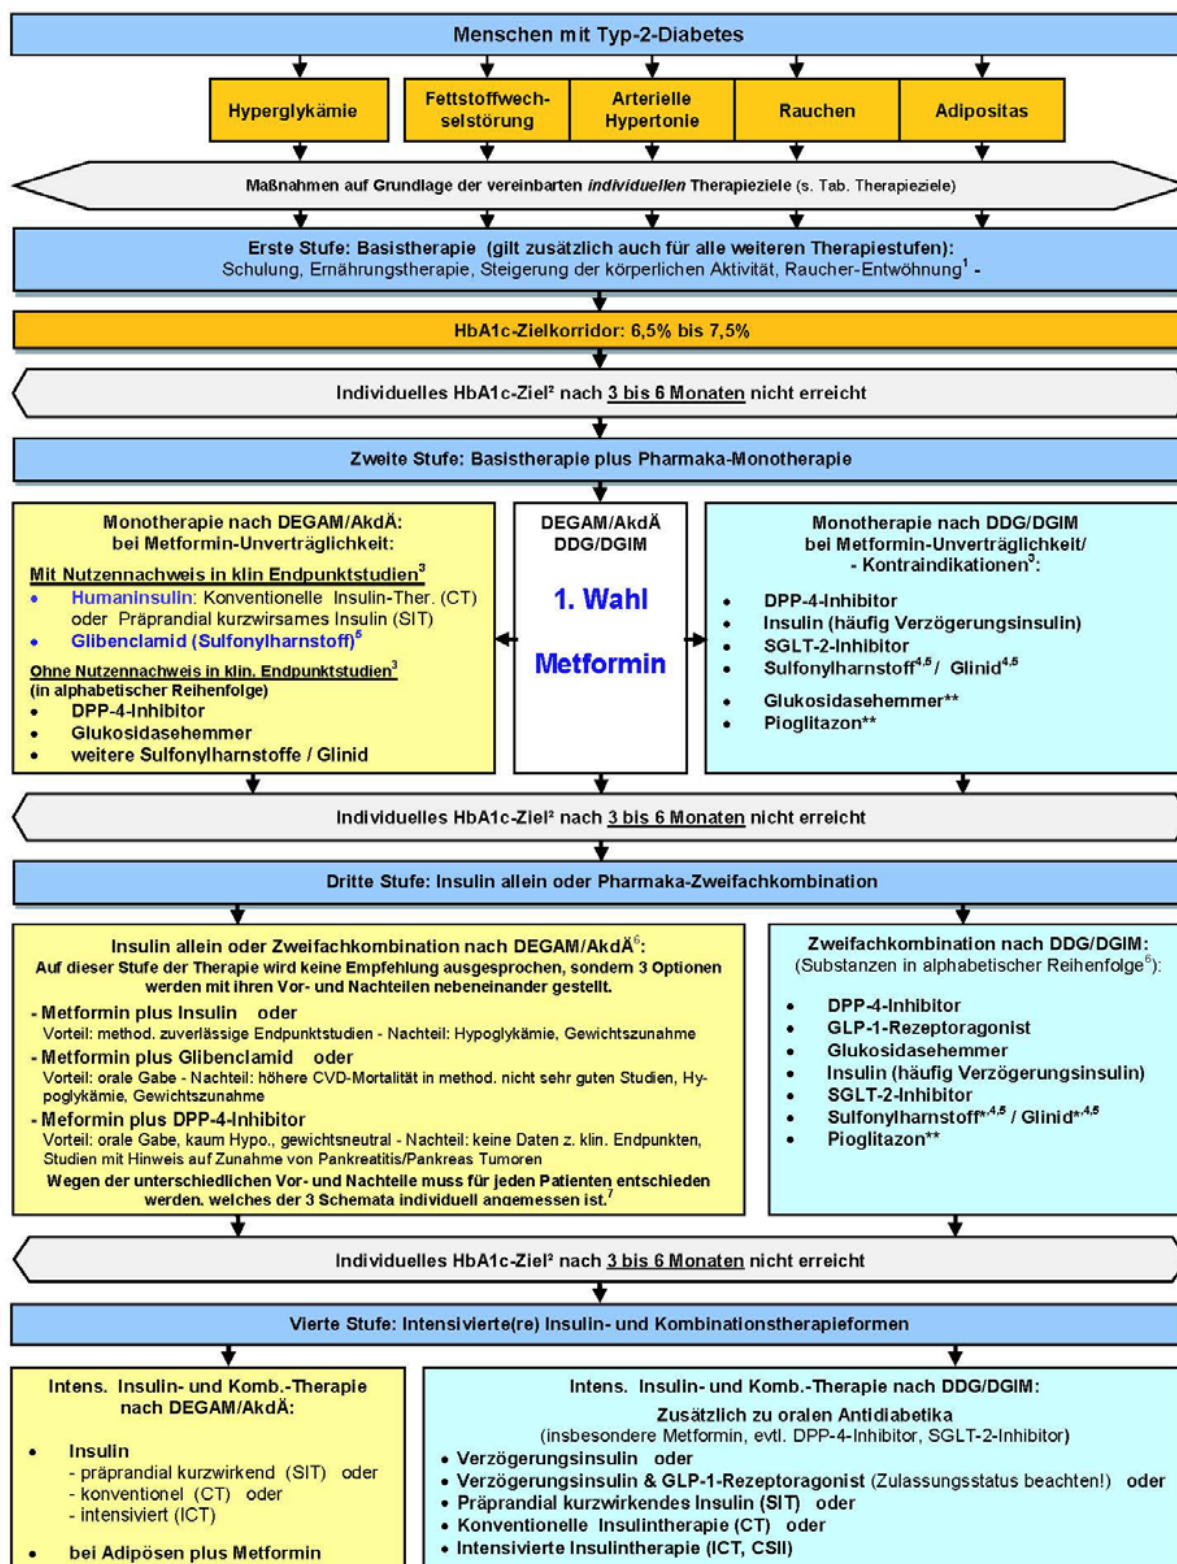 Menschen mit Typ-2-Diabetes
Hyperglykämie
Fettstoffwech-
selstörung
Arterielle
Hypertonie
Rauchen
Adipositas
Maßnahmen auf Grundlage der vereinbarten individuellen Therapieziele (s. Tab. Therapieziele)
Erste Stufe: Basistherapie (gilt zusätzlich auch für alle weiteren Therapiestufen):
Schulung, Ernährungstherapie, Steigerung der körperlichen Aktivität, Raucher-Entwöhnung¹ -
HbA1c-Zielkorridor: 6,5% bis 7,5%
Individuelles HbA1c-Ziel² nach 3 bis 6 Monaten nicht erreicht
Zweite Stufe: Basistherapie plus Pharmaka-Monotherapie
Monotherapie nach DEGAM/AkdÄ:
bei Metformin-Unverträglichkeit:
Mit Nutzennachweis in klin Endpunktstudien³
• Humaninsulin: Konventionelle Insulin-Ther. (CT)
oder Präprandial kurzwirsames Insulin (SIT)
• Glibenclamid (Sulfonylharnstoff)⁵
Ohne Nutzennachweis in klin. Endpunktstudien³
(in alphabetischer Reihenfolge)
• DPP-4-Inhibitor
• Glukosidasehemmer
• weitere Sulfonylharnstoffe / Glinid
DEGAM/AkdÄ
DDG/DGIM
1. Wahl
Metformin
Monotherapie nach DDG/DGIM
bei Metformin-Unverträglichkeit/
- Kontraindikationen³:
• DPP-4-Inhibitor
• Insulin (häufig Verzögerungsinsulin)
• SGLT-2-Inhibitor
• Sulfonylharnstoff⁴,⁵ / Glinid⁴,⁵
• Glukosidasehemmer**
• Pioglitazon**
Individuelles HbA1c-Ziel² nach 3 bis 6 Monaten nicht erreicht
Dritte Stufe: Insulin allein oder Pharmaka-Zweifachkombination
Insulin allein oder Zweifachkombination nach DEGAM/AkdÄ⁶:
Auf dieser Stufe der Therapie wird keine Empfehlung ausgesprochen, sondern 3 Optionen
werden mit ihren Vor- und Nachteilen nebeneinander gestellt.
- Metformin plus Insulin oder
Vorteil: method. zuverlässige Endpunktstudien - Nachteil: Hypoglykämie, Gewichtszunahme
- Metformin plus Glibenclamid oder
Vorteil: orale Gabe - Nachteil: höhere CVD-Mortalität in method. nicht sehr guten Studien, Hy-
poglykämie, Gewichtszunahme
- Meformin plus DPP-4-Inhibitor
Vorteil: orale Gabe, kaum Hypo., gewichtsneutral - Nachteil: keine Daten z. klin. Endpunkten,
Studien mit Hinweis auf Zunahme von Pankreatitis/Pankreas Tumoren
Wegen der unterschiedlichen Vor- und Nachteile muss für jeden Patienten entschieden
werden, welches der 3 Schemata individuell angemessen ist.⁷
Zweifachkombination nach DDG/DGIM:
(Substanzen in alphabetischer Reihenfolge⁶):
• DPP-4-Inhibitor
• GLP-1-Rezeptoragonist
• Glukosidasehemmer
• Insulin (häufig Verzögerungsinsulin)
• SGLT-2-Inhibitor
• Sulfonylharnstoff*,⁴,⁵ / Glinid*,⁴,⁵
• Pioglitazon**
Individuelles HbA1c-Ziel² nach 3 bis 6 Monaten nicht erreicht
Vierte Stufe: Intensivierte(re) Insulin- und Kombinationstherapieformen
Intens. Insulin- und Komb.-Therapie
nach DEGAM/AkdÄ:
• Insulin
- präprandial kurzwirkend (SIT) oder
- konventionel (CT) oder
- intensiviert (ICT)
• bei Adipösen plus Metformin
Intens. Insulin- und Komb.-Therapie nach DDG/DGIM:
Zusätzlich zu oralen Antidiabetika
(insbesondere Metformin, evtl. DPP-4-Inhibitor, SGLT-2-Inhibitor)
• Verzögerungsinsulin oder
• Verzögerungsinsulin & GLP-1-Rezeptoragonist (Zulassungsstatus beachten!) oder
• Präprandial kurzwirkendes Insulin (SIT) oder
• Konventionelle Insulintherapie (CT) oder
• Intensivierte Insulintherapie (ICT, CSII)